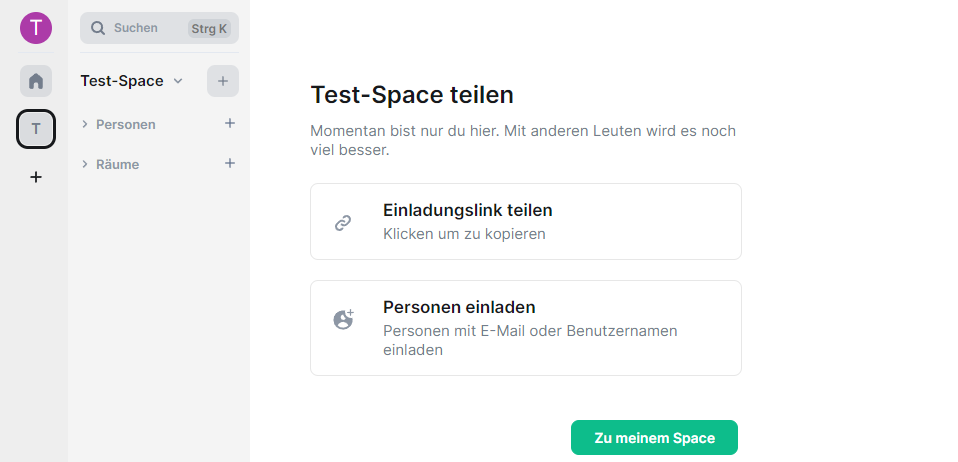 T
Suchen
Strg K
Test-Space
T
Personen
Räume
Test-Space teilen
Momentan bist nur du hier. Mit anderen Leuten wird es noch
viel besser.
Einladungslink teilen
Klicken um zu kopieren
Personen einladen
Personen mit E-Mail oder Benutzernamen
einladen
Zu meinem Space